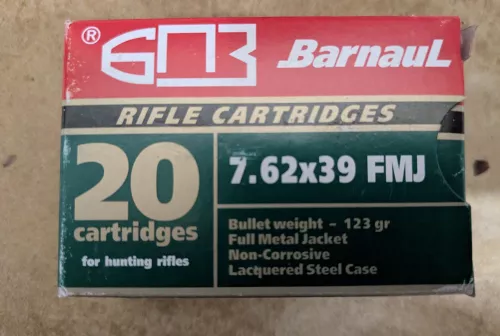 ® БПЗ BarnauL
RIFLE CARTRIDGES
20
cartridges
for hunting rifles
7.62x39 FMJ
Bullet weight - 123 gr
Full Metal Jacket
Non-Corrosive
Lacquered Steel Case